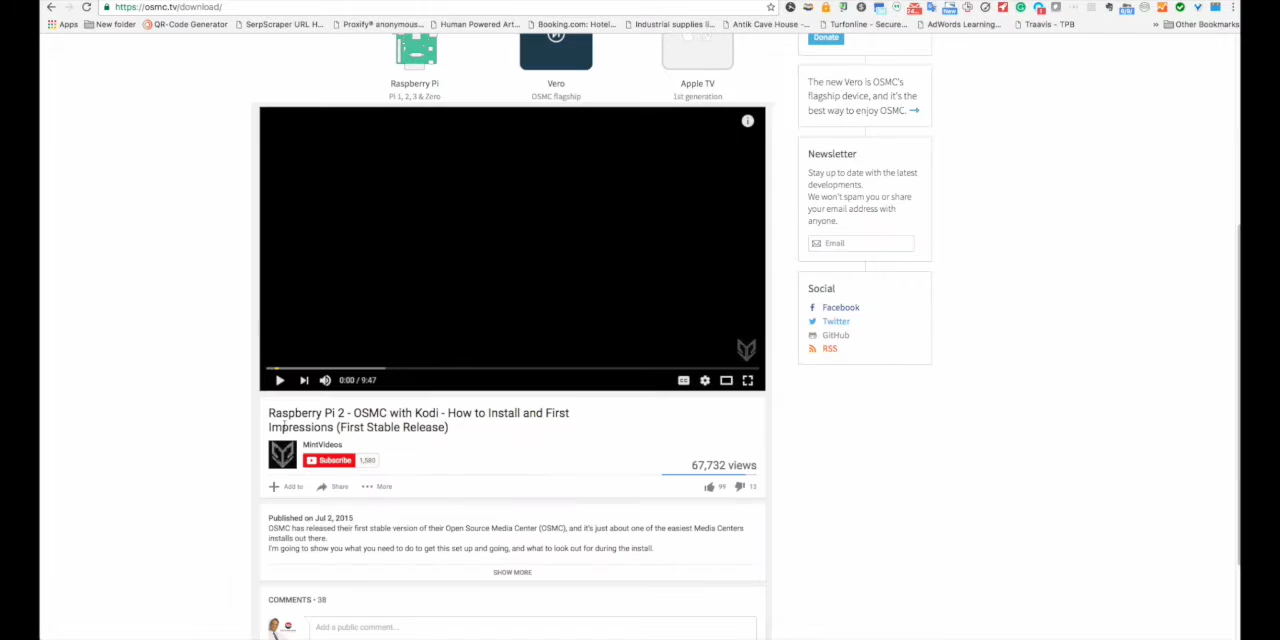 https://osmc.tv/download/
Apps New folder QR-Code Generator SerpScraper URL H... Proxify® anonymous... Human Powered Art... Booking.com: Hotel... Industrial supplies li... Antik Cave House -... Turfonline - Secure... AdWords Learning... Traavis - TPB » Other Bookmarks
Donate
Raspberry Pi Vero Apple TV
Pi 1, 2, 3 & Zero OSMC flagship 1st generation
The new Vero is OSMC's
flagship device, and it's the
best way to enjoy OSMC. →
Newsletter
Stay up to date with the latest
developments.
We won't spam you or share
your email address with
anyone.
Email
Social
Facebook
Twitter
GitHub
RSS
0:00 / 9:47
Raspberry Pi 2 - OSMC with Kodi - How to Install and First
Impressions (First Stable Release)
MintVideos
Subscribe 1,580
67,732 views
Add to Share More 99 12
Published on Jul 2, 2015
OSMC has released their first stable version of their Open Source Media Center (OSMC), and it's just about one of the easiest Media Centers
installs out there.
I'm going to show you what you need to do to get this set up and going, and what to look out for during the install.
SHOW MORE
COMMENTS • 38
Add a public comment...